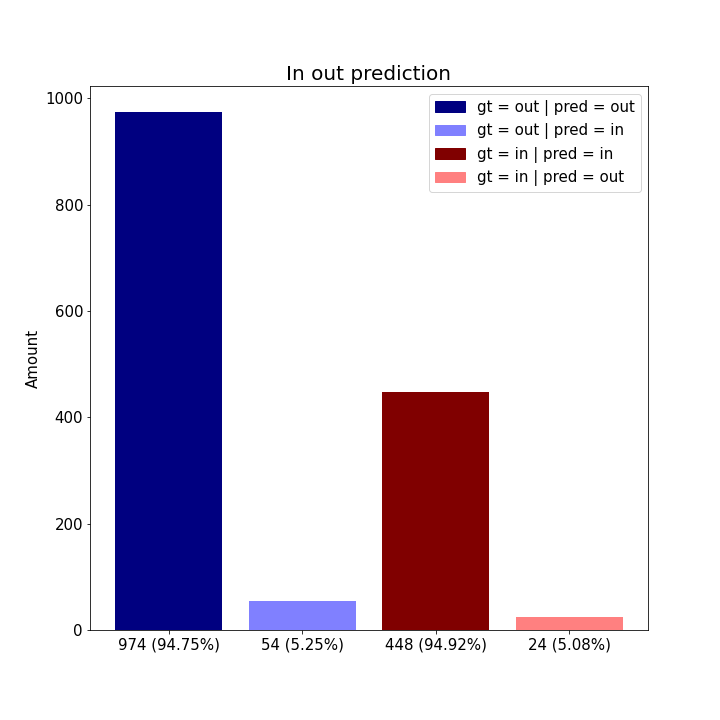 In out prediction
gt = out | pred = out
gt = out | pred = in
gt = in | pred = in
gt = in | pred = out
1000
800
600
400
200
0
Amount
974 (94.75%)
54 (5.25%)
448 (94.92%)
24 (5.08%)